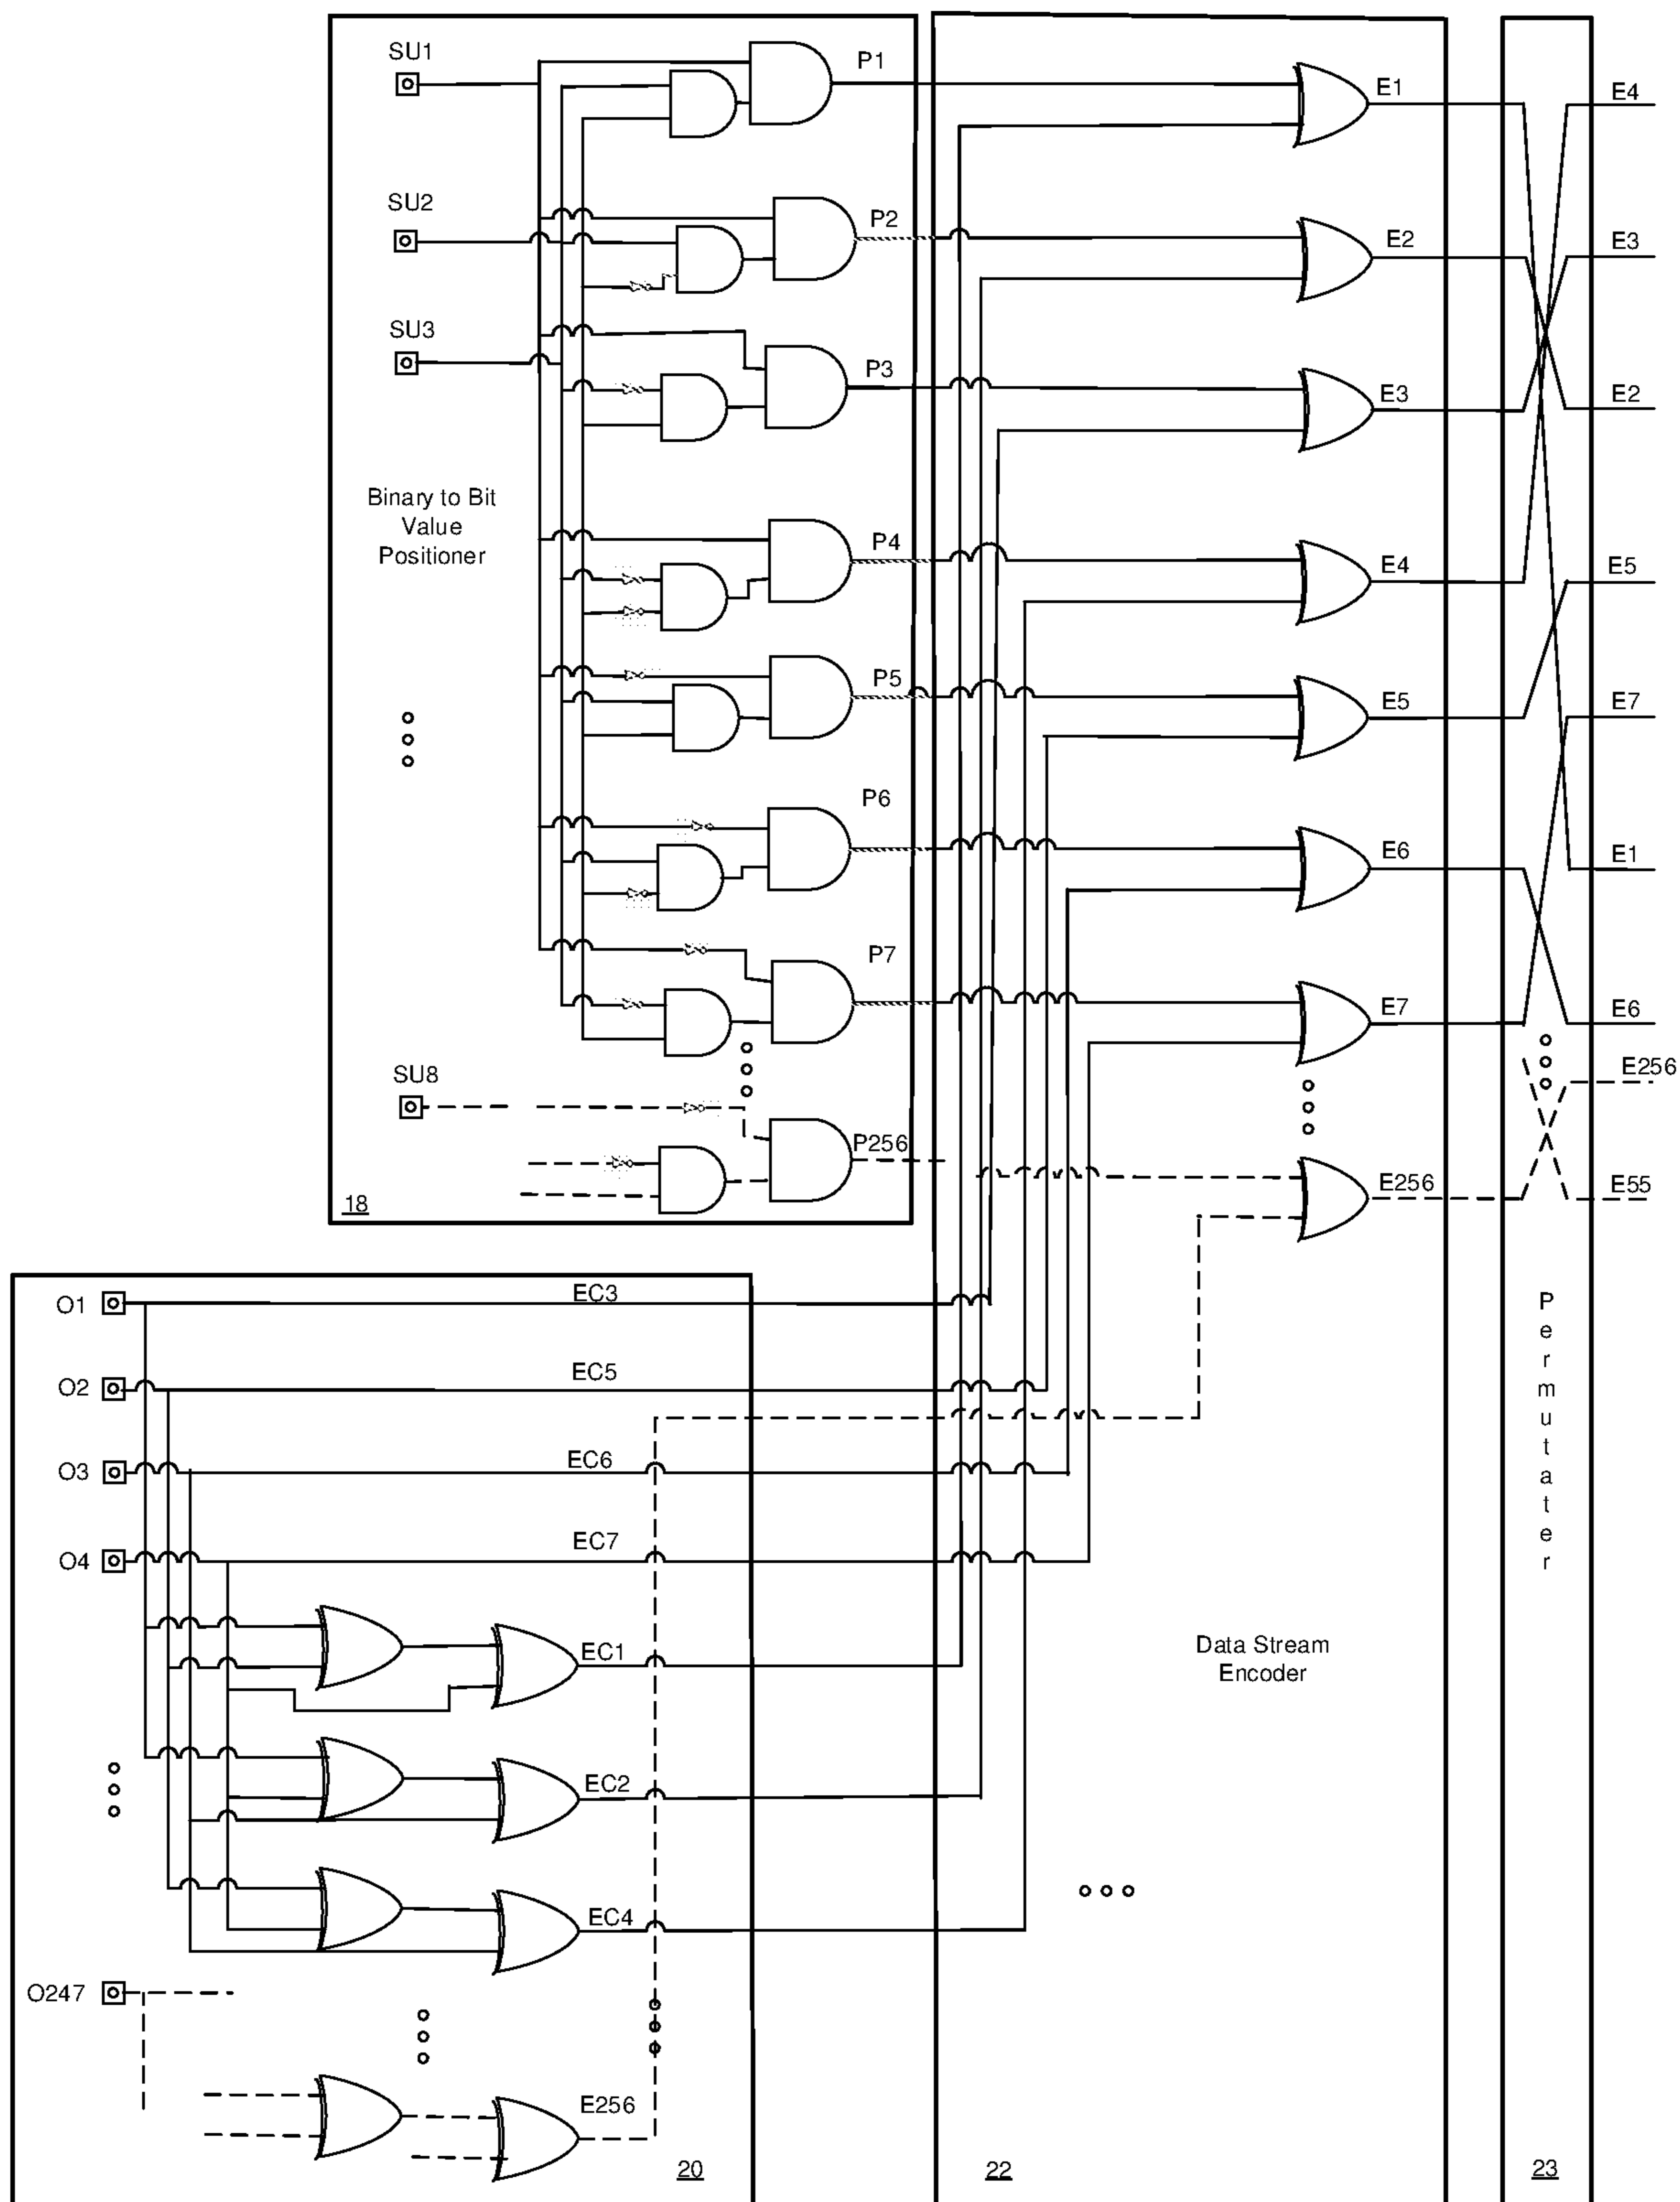 SU1
P1
E1
E4
SU2
P2
E2
E3
SU3
P3
E3
E2
Binary to Bit
Value
Positioner
P4
E4
E5
P5
E5
E7
P6
E6
E1
P7
E7
E6
SU8
E256
P256
E256
E55
18
O1
EC3
O2
EC5
O3
EC6
O4
EC7
Permutater
EC1
Data Stream
Encoder
EC2
EC4
O247
E256
20
22
23